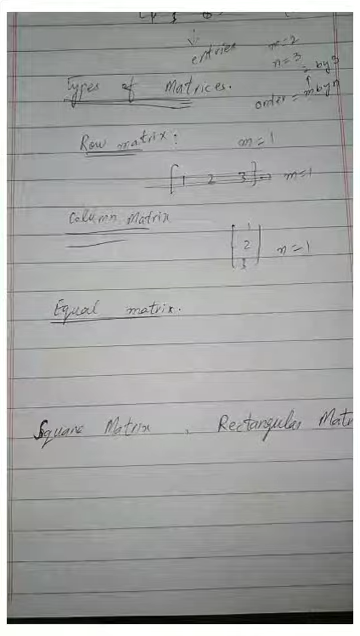 entries m=2
n=3
2 by 3
Types of Matrices.
order = m by n
Row matrix: m=1
[1 2 3] m=1
Column Matrix
[1
2
3] n=1
Equal matrix.
Square Matrix , Rectangular Matr